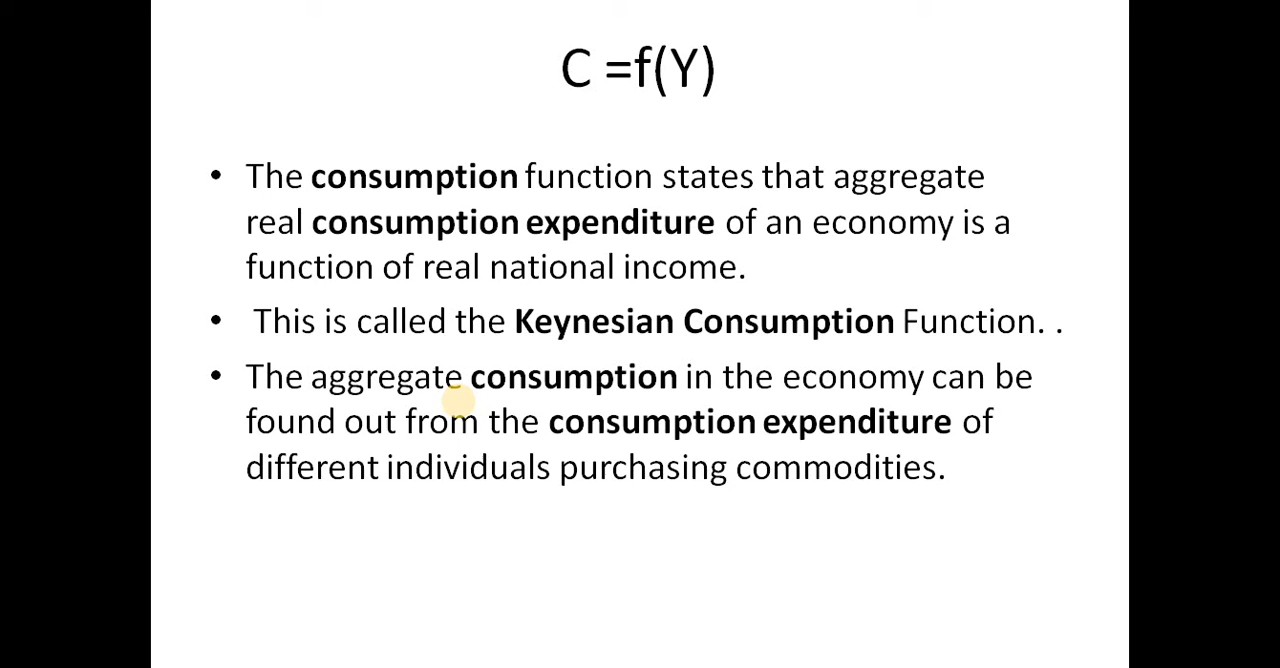 C =f(Y)
• The consumption function states that aggregate
real consumption expenditure of an economy is a
function of real national income.
• This is called the Keynesian Consumption Function. .
• The aggregate consumption in the economy can be
found out from the consumption expenditure of
different individuals purchasing commodities.